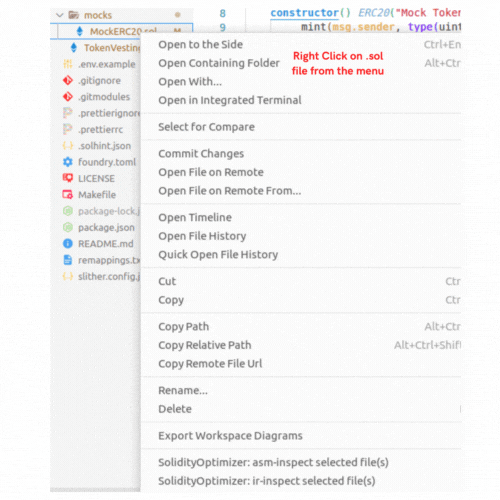 mocks
MockERC20.sol M
TokenVesting
.env.example
.gitignore
.gitmodules
.prettierignore
.prettierrc
.solhint.json
foundry.toml
LICENSE
Makefile
package-lock.j
package.json
README.md
remappings.tx
slither.config.j
8 constructor() ERC20("Mock Token
9 mint(msg.sender, type(uint
Right Click on .sol
file from the menu
Open to the Side Ctrl+En
Open Containing Folder Alt+Ctr
Open With...
Open in Integrated Terminal
Select for Compare
Commit Changes
Open File on Remote
Open File on Remote From...
Open Timeline
Open File History
Quick Open File History
Cut Ctr
Copy Ctr
Copy Path Alt+Ctr
Copy Relative Path Alt+Ctrl+Shif
Copy Remote File Url
Rename...
Delete
Export Workspace Diagrams
SolidityOptimizer: asm-inspect selected file(s)
SolidityOptimizer: ir-inspect selected file(s)